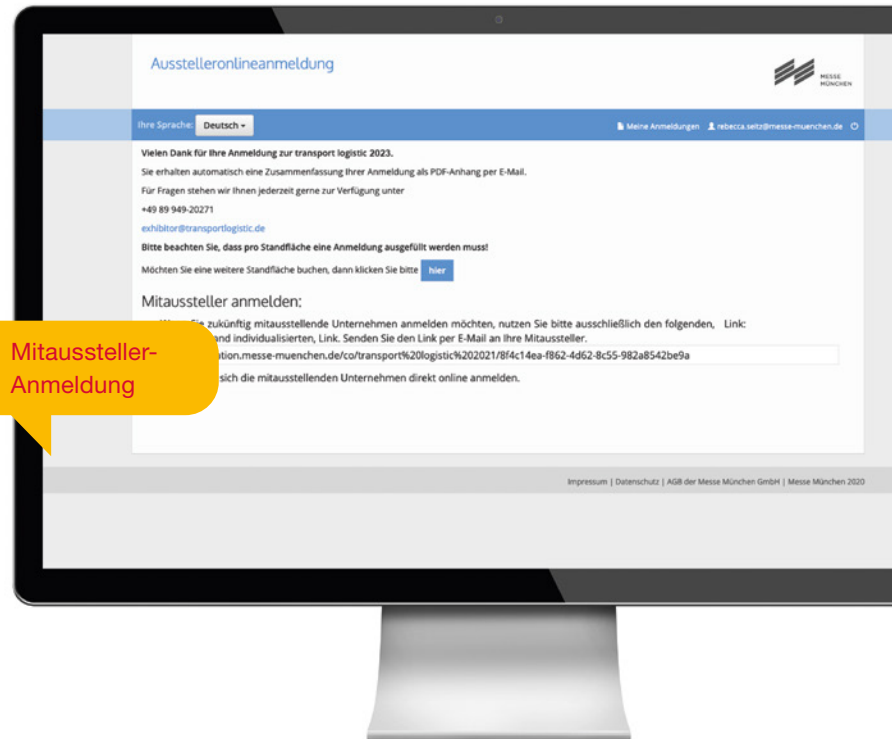 Ausstelleronlineanmeldung
MESSE
MÜNCHEN
Ihre Sprache: Deutsch
Meine Anmeldungen rebecca.seitz@messe-muenchen.de
Vielen Dank für Ihre Anmeldung zur transport logistic 2023.
Sie erhalten automatisch eine Zusammenfassung Ihrer Anmeldung als PDF-Anhang per E-Mail.
Für Fragen stehen wir Ihnen jederzeit gerne zur Verfügung unter
+49 89 949-20271
exhibitor@transportlogistic.de
Bitte beachten Sie, dass pro Standfläche eine Anmeldung ausgefüllt werden muss!
Möchten Sie eine weitere Standfläche buchen, dann klicken Sie bitte hier
Mitaussteller anmelden:
Sie zukünftig mitausstellende Unternehmen anmelden möchten, nutzen Sie bitte ausschließlich den folgenden, Link:
and individualisierten, Link. Senden Sie den Link per E-Mail an Ihre Mitaussteller.
ation.messe-muenchen.de/co/transport%20logistic%202021/8f4c14ea-f862-4d62-8c55-982a8542be9a
sich die mitausstellenden Unternehmen direkt online anmelden.
Mitaussteller-
Anmeldung
Impressum | Datenschutz | AGB der Messe München GmbH | Messe München 2020